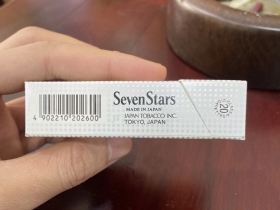 SevenStars
MADE IN JAPAN
JAPAN TOBACCO INC.
TOKYO, JAPAN
4 902210 202600
20